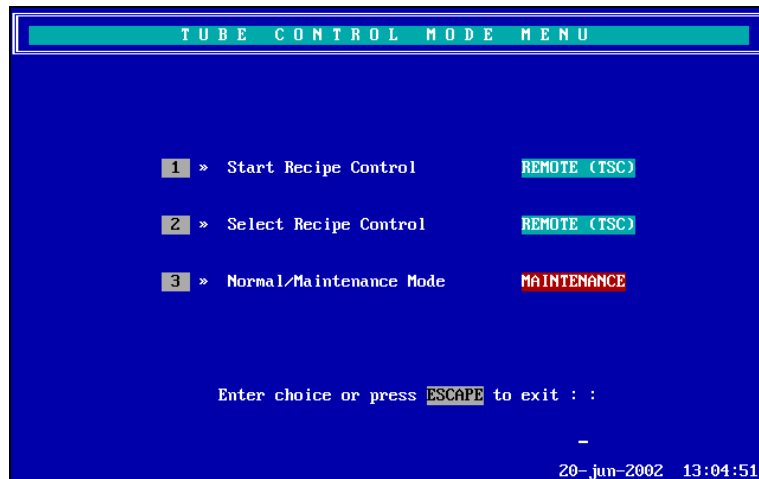 TUBE CONTROL MODE MENU
1 » Start Recipe Control REMOTE (TSC)
2 » Select Recipe Control REMOTE (TSC)
3 » Normal/Maintenance Mode MAINTENANCE
Enter choice or press ESCAPE to exit : :
20-jun-2002 13:04:51